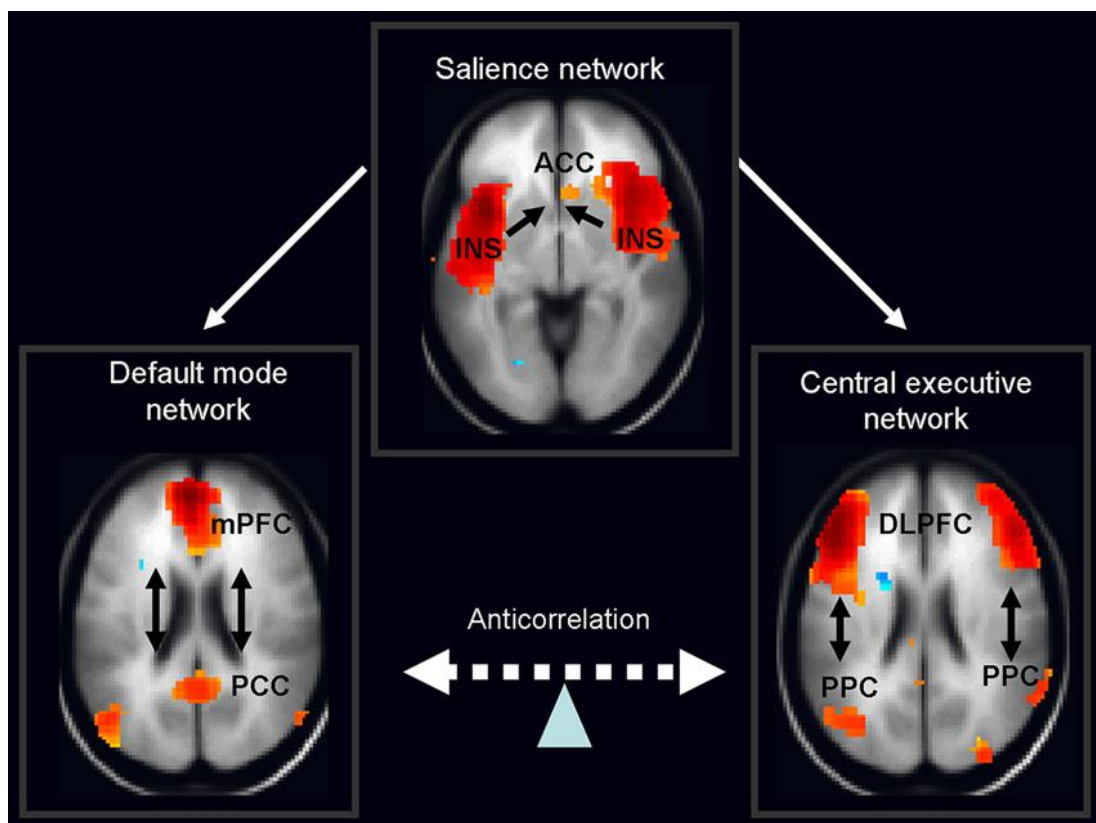 Salience network
ACC
INS
INS
Default mode
network
mPFC
PCC
Anticorrelation
Central executive
network
DLPFC
PPC
PPC